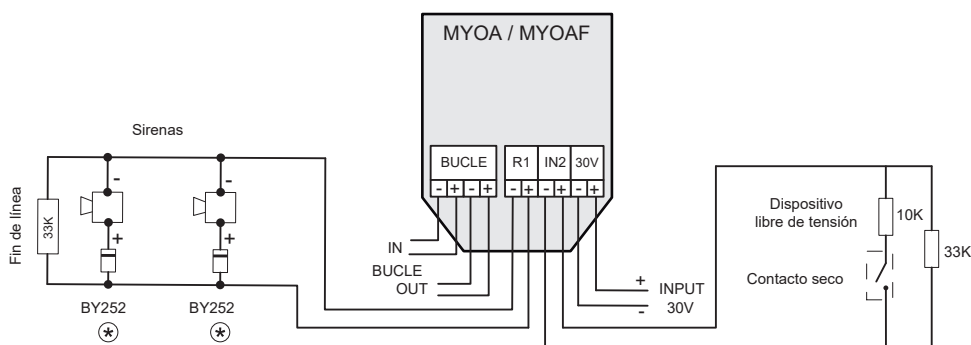 MYOA / MYOAF
Sirenas
BUCLE R1 IN2 30V
- + - + - + - + - +
- -
Fin de línea
33K
+ +
BY252 BY252
* *
IN
BUCLE
OUT
+ INPUT
- 30V
Dispositivo
libre de tensión
10K
33K
Contacto seco